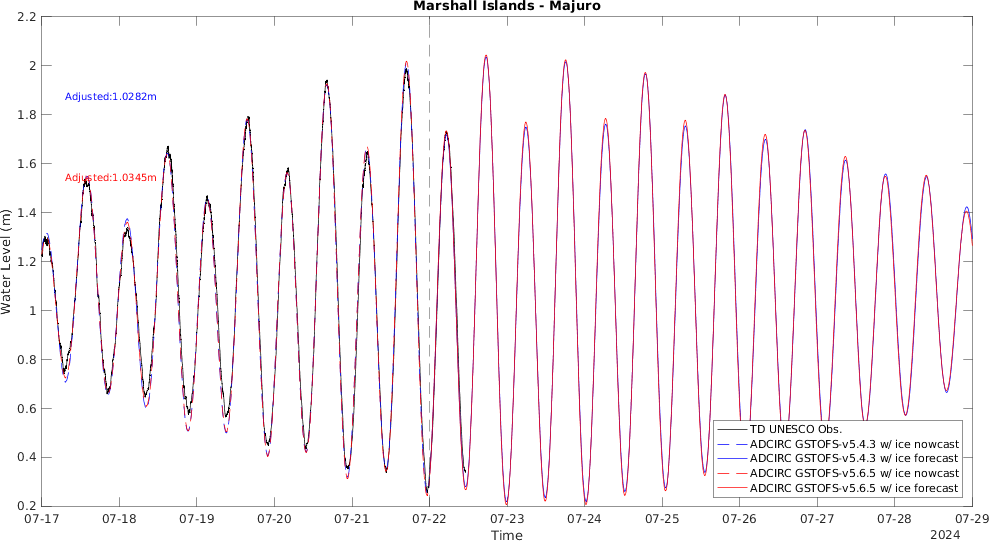 Marshall Islands - Majuro
2.2
2
1.8
1.6
1.4
1.2
1
0.8
0.6
0.4
0.2
Water Level (m)
Adjusted:1.0282m
Adjusted:1.0345m
TD UNESCO Obs.
ADCIRC GSTOFS-v5.4.3 w/ ice nowcast
ADCIRC GSTOFS-v5.4.3 w/ ice forecast
ADCIRC GSTOFS-v5.6.5 w/ ice nowcast
ADCIRC GSTOFS-v5.6.5 w/ ice forecast
07-17 07-18 07-19 07-20 07-21 07-22 07-23 07-24 07-25 07-26 07-27 07-28 07-29
Time
2024